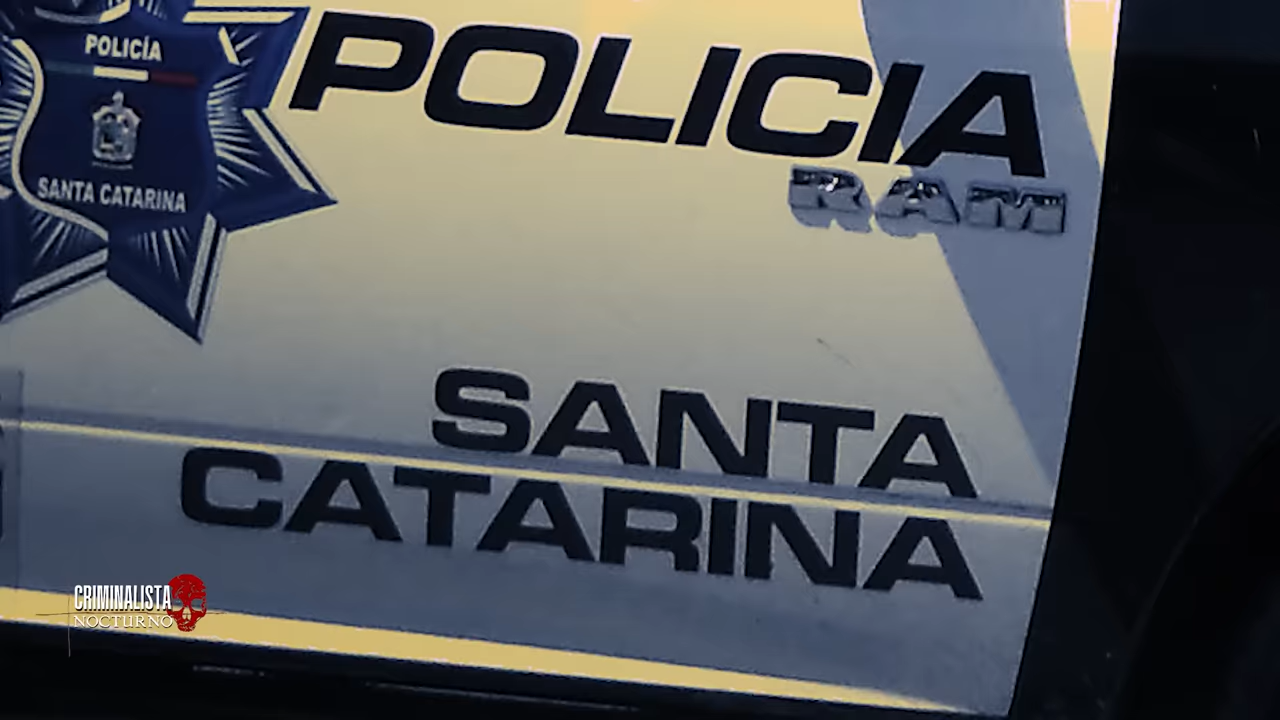 POLICÍA
SANTA CATARINA
POLICIA
RAM
SANTA
CATARINA
CRIMINALISTA
NOCTURNO